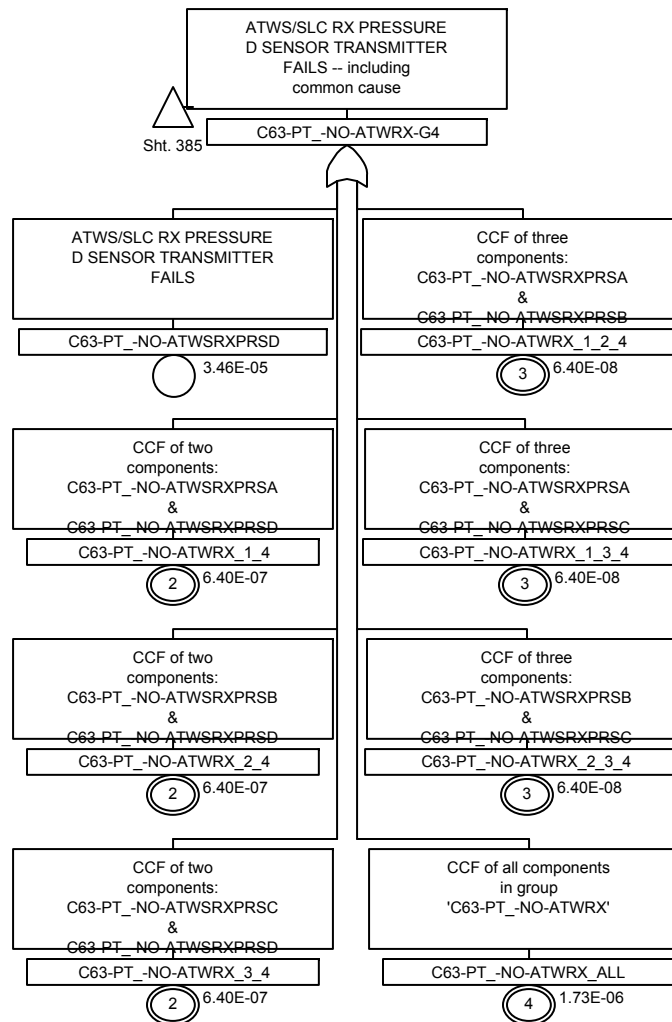 ATWS/SLC RX PRESSURE
D SENSOR TRANSMITTER
FAILS -- including
common cause
Sht. 385
C63-PT_-NO-ATWRX-G4
ATWS/SLC RX PRESSURE
D SENSOR TRANSMITTER
FAILS
C63-PT_-NO-ATWSRXPRSD
3.46E-05
CCF of three
components:
C63-PT_-NO-ATWSRXPRSA
&
C63-PT_-NO-ATWSRXPRSB
C63-PT_-NO-ATWRX_1_2_4
3
6.40E-08
CCF of two
components:
C63-PT_-NO-ATWSRXPRSA
&
C63-PT_-NO-ATWSRXPRSD
C63-PT_-NO-ATWRX_1_4
2
6.40E-07
CCF of three
components:
C63-PT_-NO-ATWSRXPRSA
&
C63-PT_-NO-ATWSRXPRSC
C63-PT_-NO-ATWRX_1_3_4
3
6.40E-08
CCF of two
components:
C63-PT_-NO-ATWSRXPRSB
&
C63-PT_-NO-ATWSRXPRSD
C63-PT_-NO-ATWRX_2_4
2
6.40E-07
CCF of three
components:
C63-PT_-NO-ATWSRXPRSB
&
C63-PT_-NO-ATWSRXPRSC
C63-PT_-NO-ATWRX_2_3_4
3
6.40E-08
CCF of two
components:
C63-PT_-NO-ATWSRXPRSC
&
C63-PT_-NO-ATWSRXPRSD
C63-PT_-NO-ATWRX_3_4
2
6.40E-07
CCF of all components
in group
'C63-PT_-NO-ATWRX'
C63-PT_-NO-ATWRX_ALL
4
1.73E-06